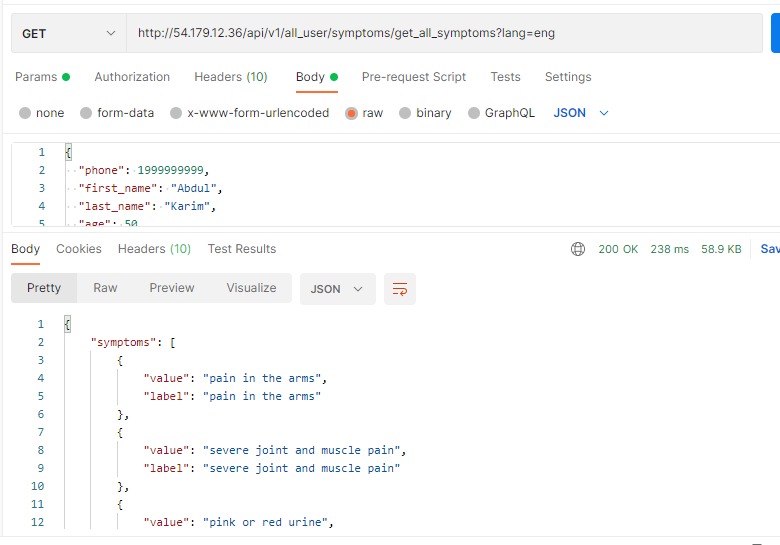 GET http://54.179.12.36/api/v1/all_user/symptoms/get_all_symptoms?lang=eng
Params Authorization Headers (10) Body Pre-request Script Tests Settings
none form-data x-www-form-urlencoded raw binary GraphQL JSON
1 {
2 "phone": 1999999999,
3 "first_name": "Abdul",
4 "last_name": "Karim",
5 "age": 50
Body Cookies Headers (10) Test Results 200 OK 238 ms 58.9 KB Sav
Pretty Raw Preview Visualize JSON
1 {
2 "symptoms": [
3 {
4 "value": "pain in the arms",
5 "label": "pain in the arms"
6 },
7 {
8 "value": "severe joint and muscle pain",
9 "label": "severe joint and muscle pain"
10 },
11 {
12 "value": "pink or red urine",